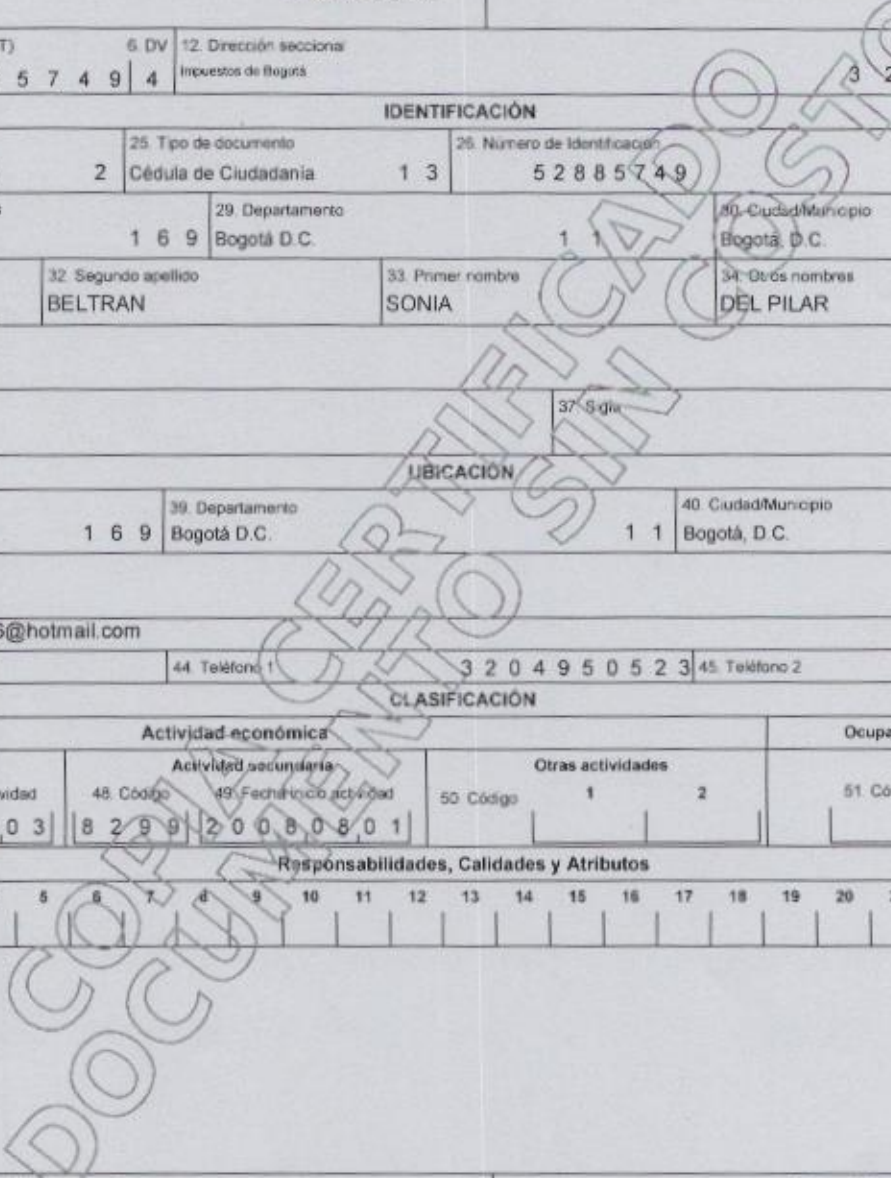 T) 6. DV 12. Dirección seccional
5 7 4 9 4 Impuestos de Bogotá 3 2
IDENTIFICACIÓN
25. Tipo de documento 26. Número de Identificación
2 Cédula de Ciudadanía 1 3 5 2 8 8 5 7 4 9
29. Departamento 30. Ciudad/Municipio
1 6 9 Bogotá D.C. 1 1 Bogotá, D.C.
32. Segundo apellido 33. Primer nombre 34. Otros nombres
BELTRAN SONIA DEL PILAR
37. Sigla
UBICACIÓN
39. Departamento 40. Ciudad/Municipio
1 6 9 Bogotá D.C. 1 1 Bogotá, D.C.
@hotmail.com
44. Teléfono 1 3 2 0 4 9 5 0 5 2 3 45. Teléfono 2
CLASIFICACIÓN
Actividad económica Ocupa
Actividad secundaria Otras actividades
vidad 48. Código 49. Fecha inicio actividad 50. Código 1 2 51. Có
0 3 8 2 9 9 2 0 0 8 0 8 0 1
Responsabilidades, Calidades y Atributos
5 6 7 8 9 10 11 12 13 14 15 16 17 18 19 20
COPIA CERTIFICADO
DOCUMENTO SIN COSTO